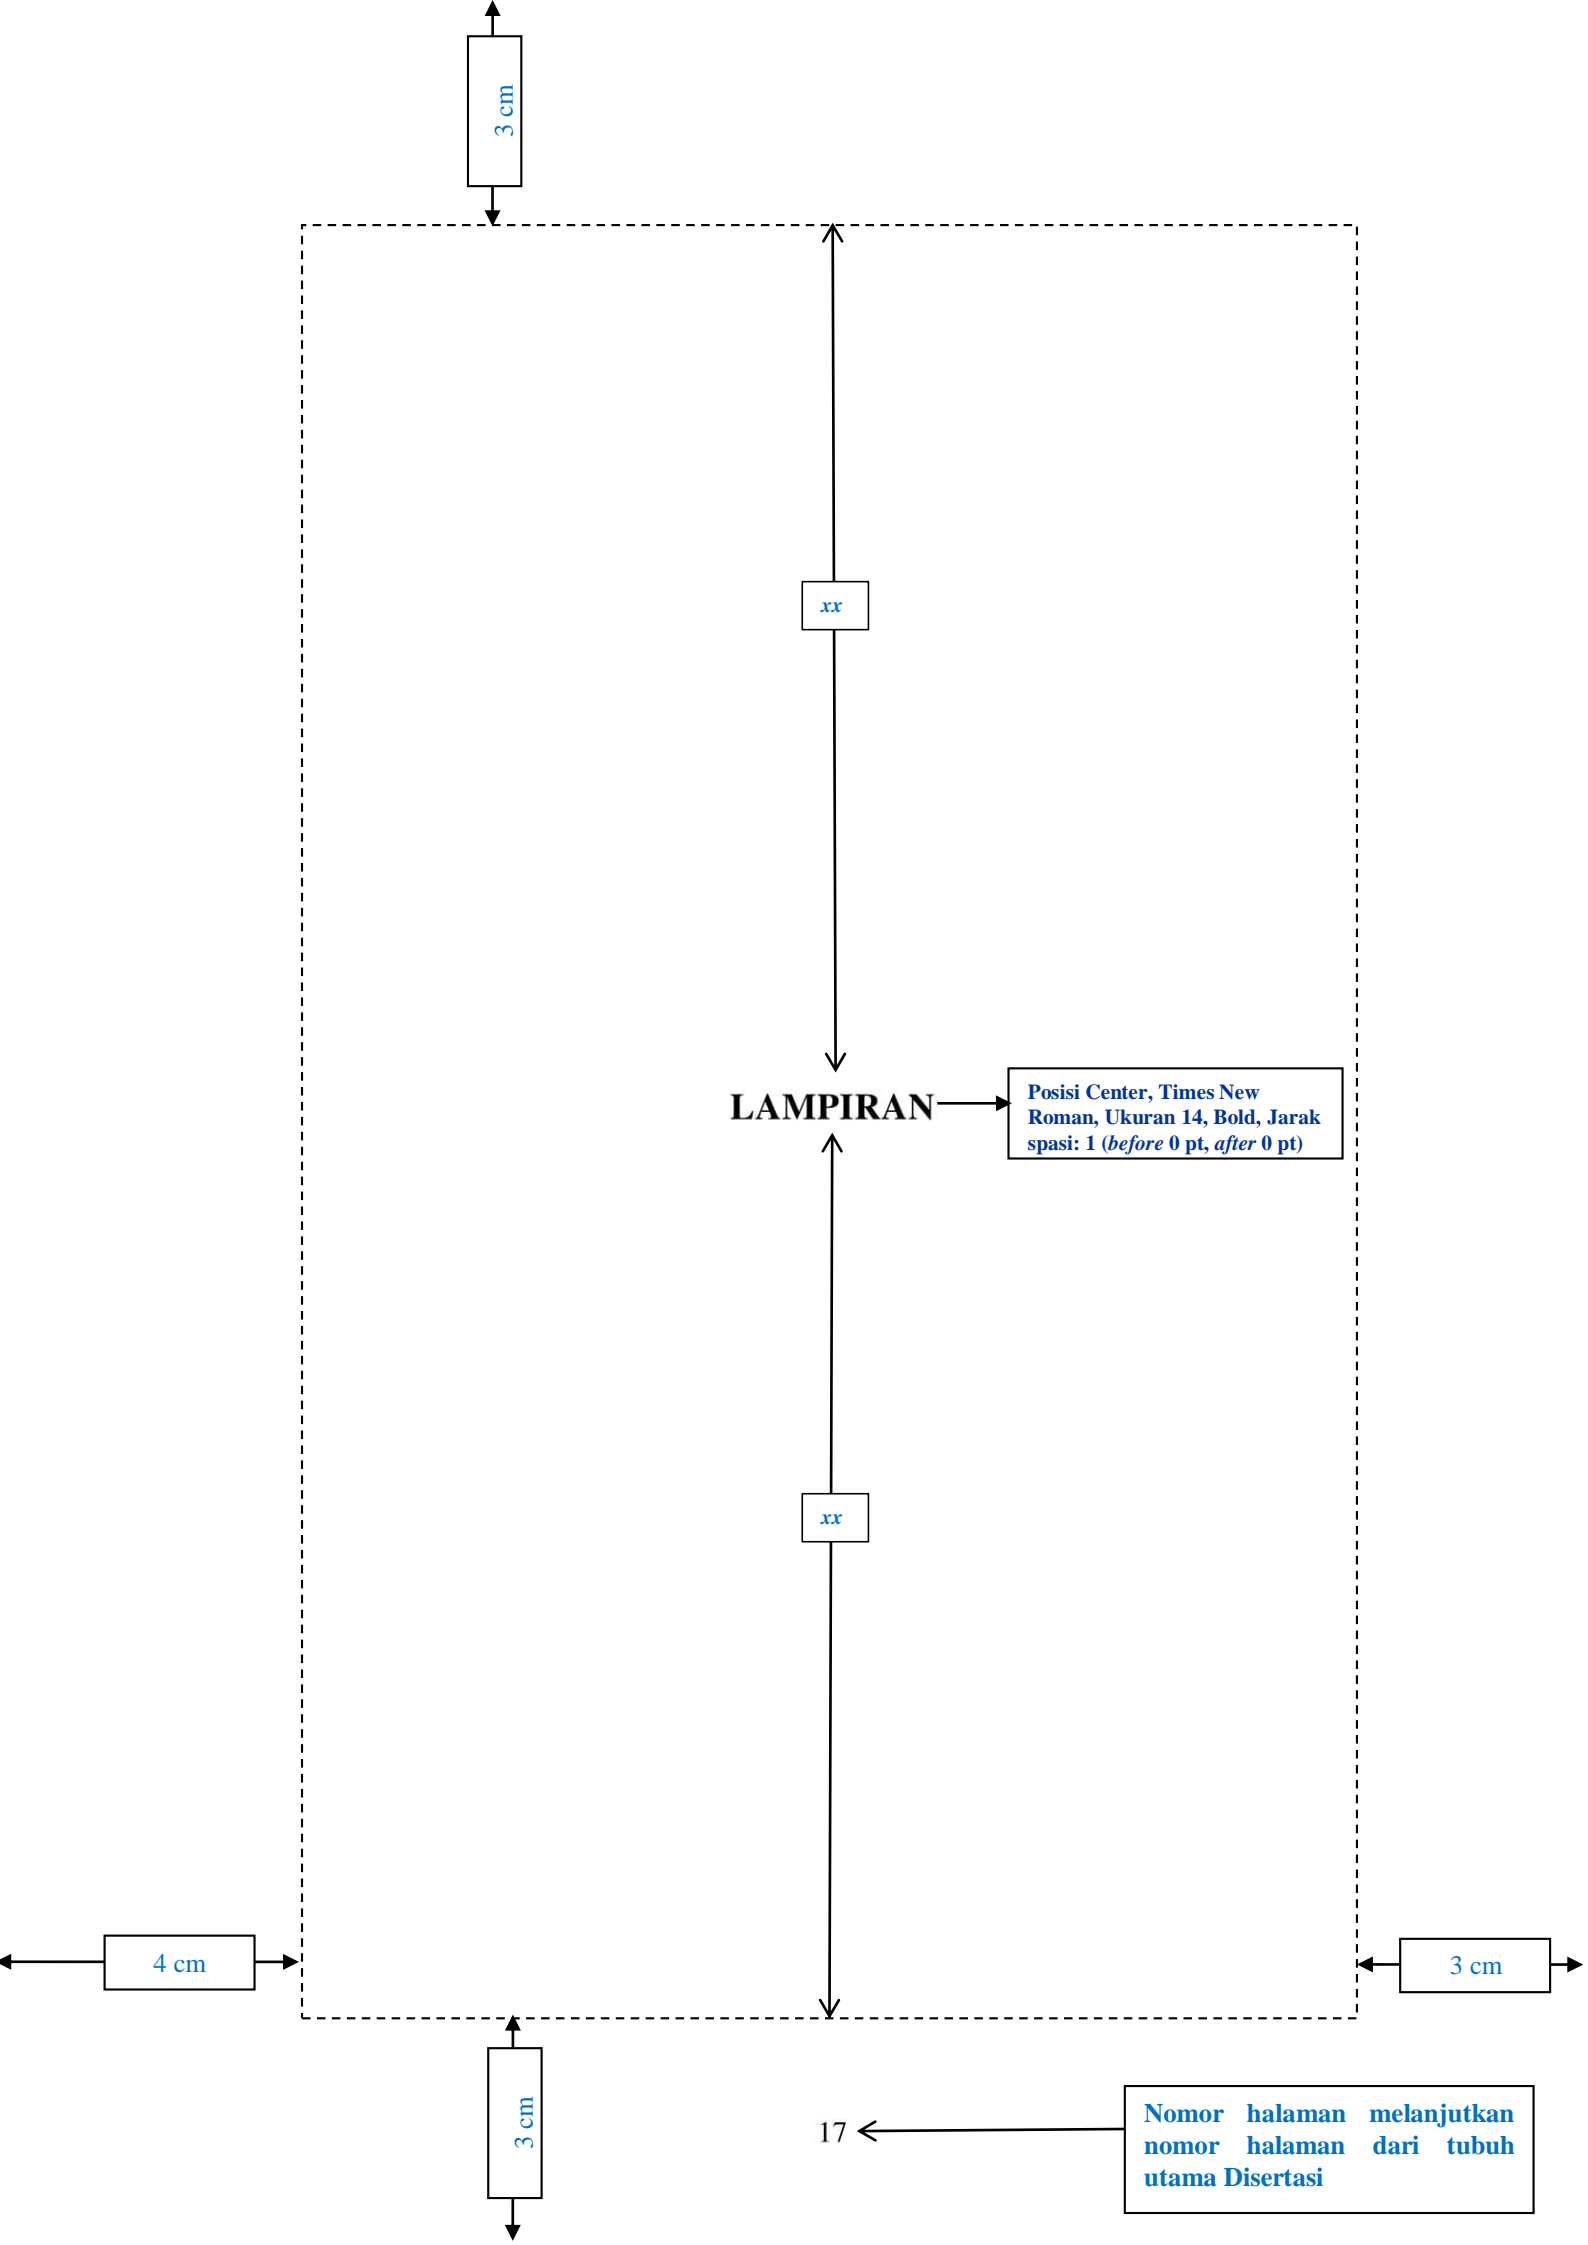 3 cm
xx
LAMPIRAN
Posisi Center, Times New
Roman, Ukuran 14, Bold, Jarak
spasi: 1 (before 0 pt, after 0 pt)
xx
4 cm
3 cm
3 cm
17
Nomor halaman melanjutkan
nomor halaman dari tubuh
utama Disertasi